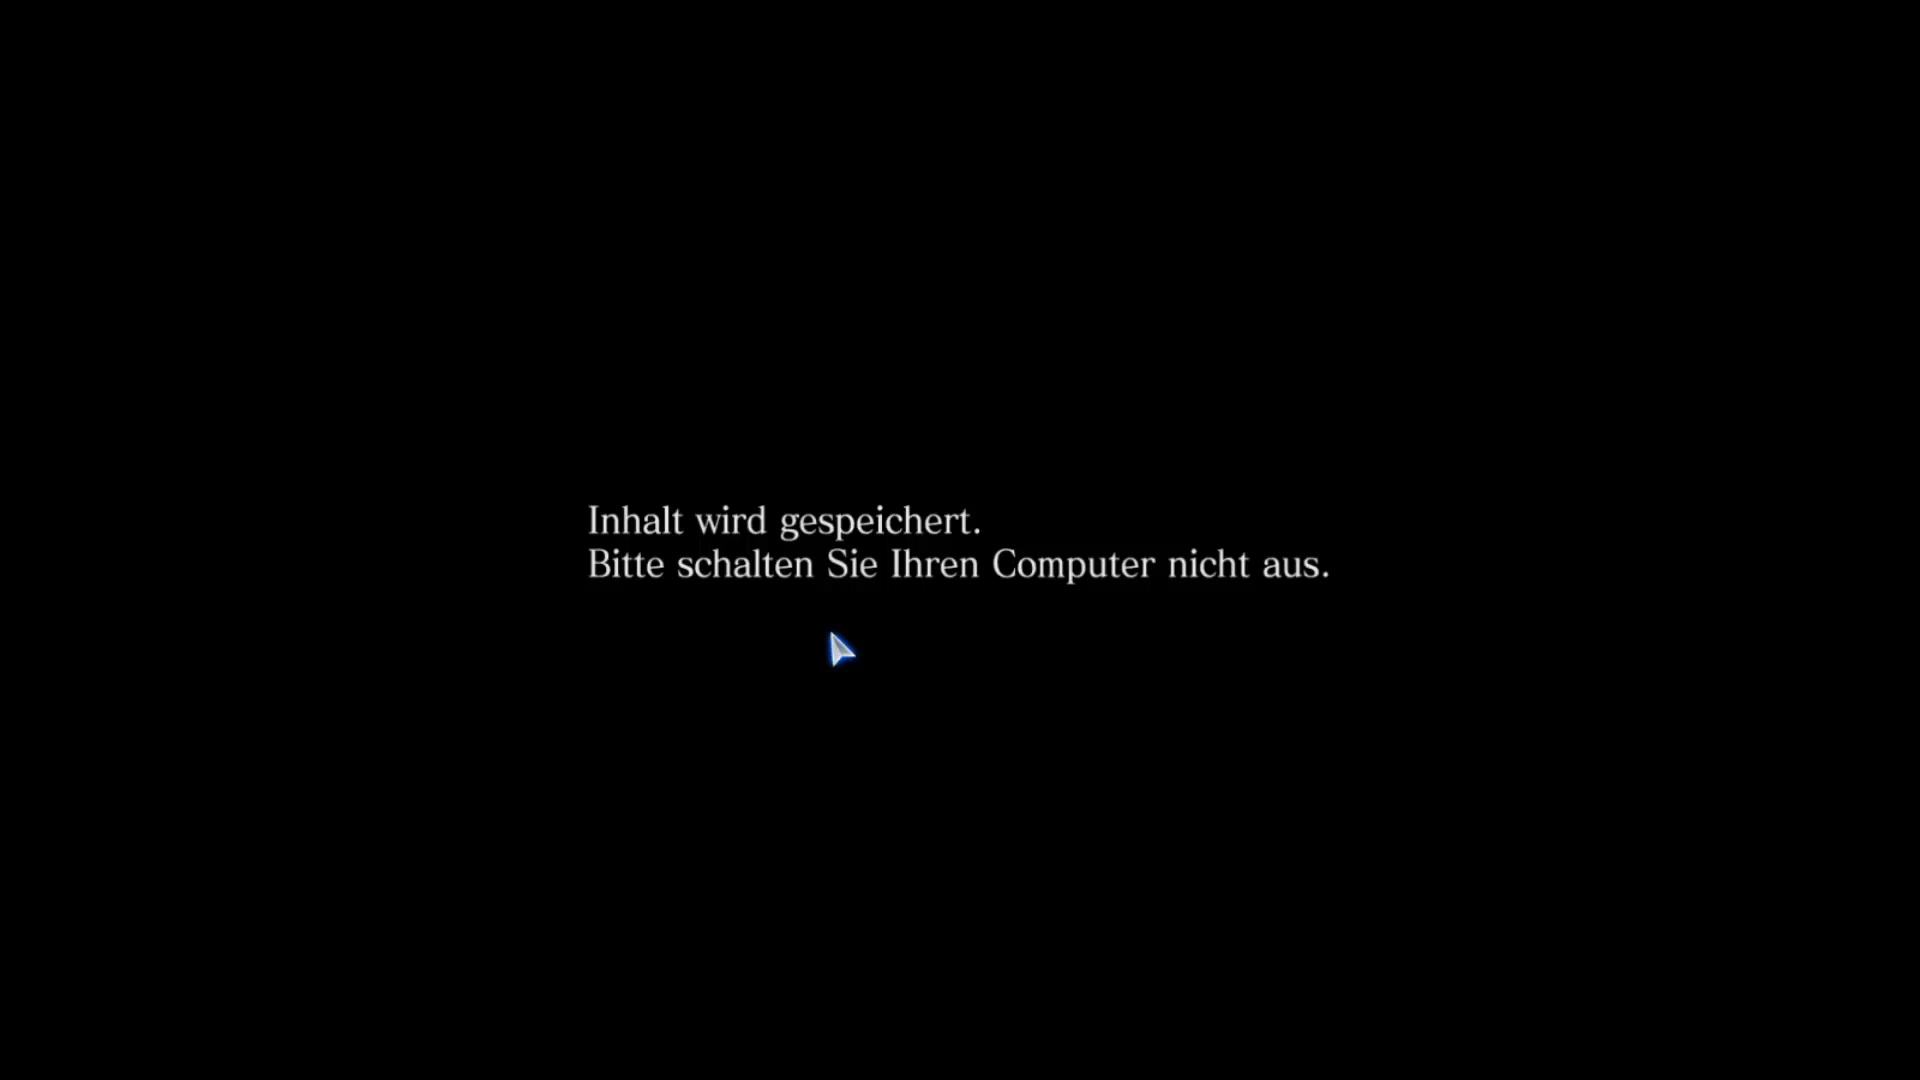 Inhalt wird gespeichert.
Bitte schalten Sie Ihren Computer nicht aus.